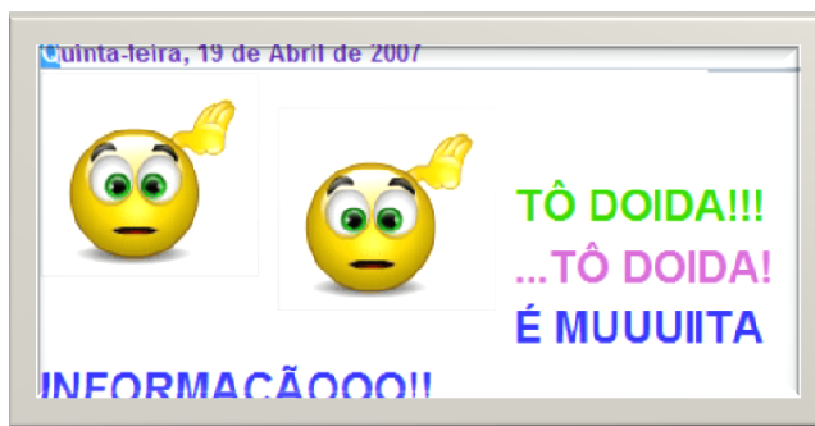 Quinta-feira, 19 de Abril de 2007
TÔ DOIDA!!!
...TÔ DOIDA!
É MUUUIITA
INFORMAÇÃOOO!!